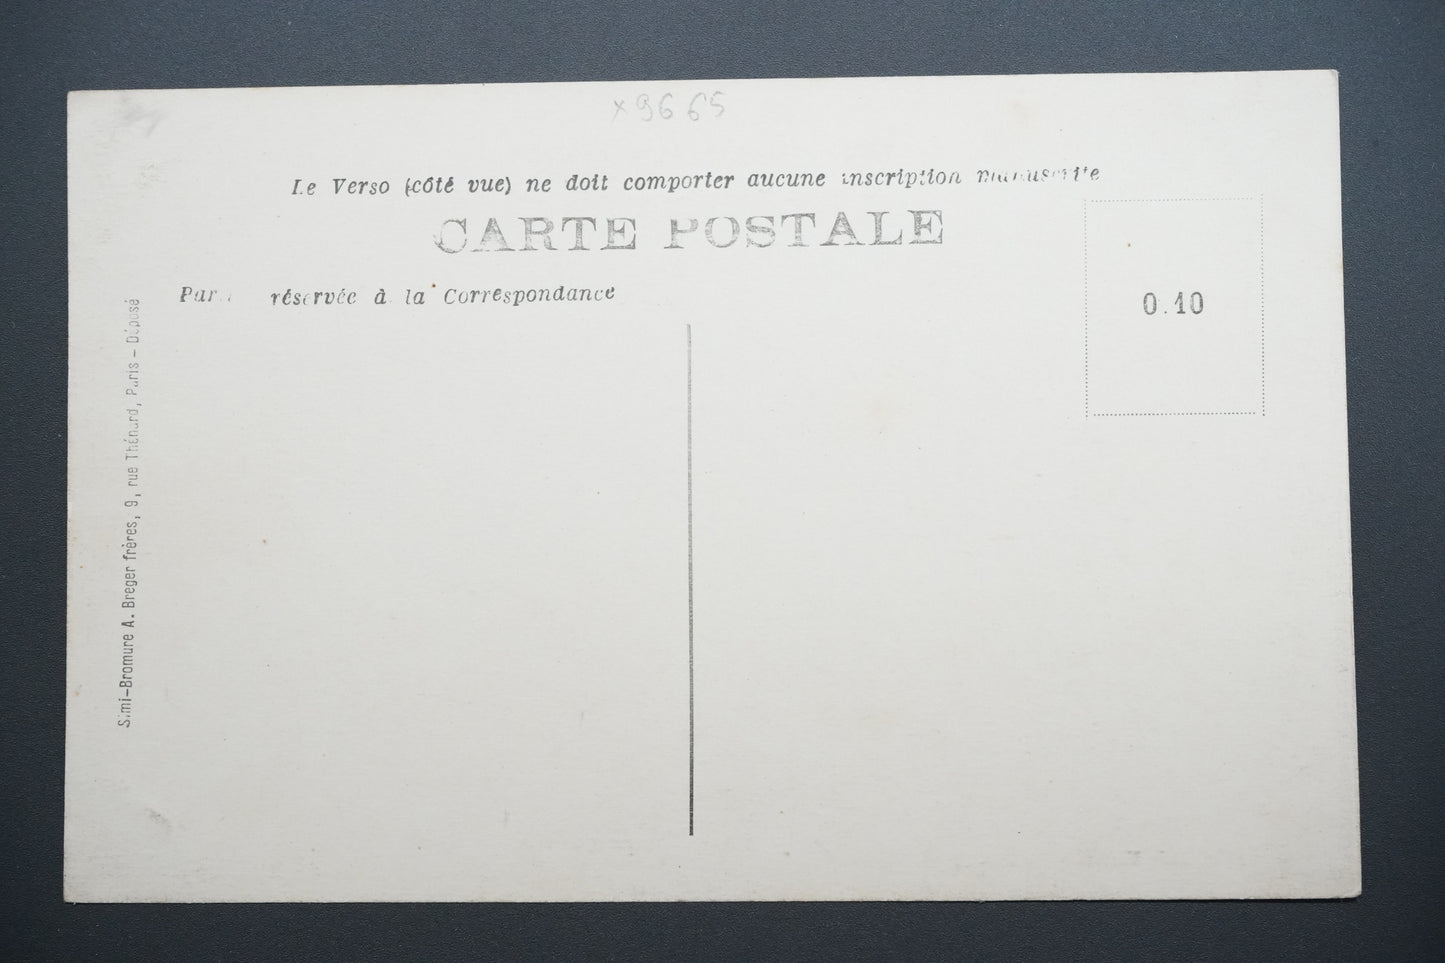 x9665
Le Verso (côté vue) ne doit comporter aucune inscription manuscrite
CARTE POSTALE
réservée à la Correspondance
0.10
Simi-Bromure A. Breger frères, 9, rue Thénard, Paris – Déposé